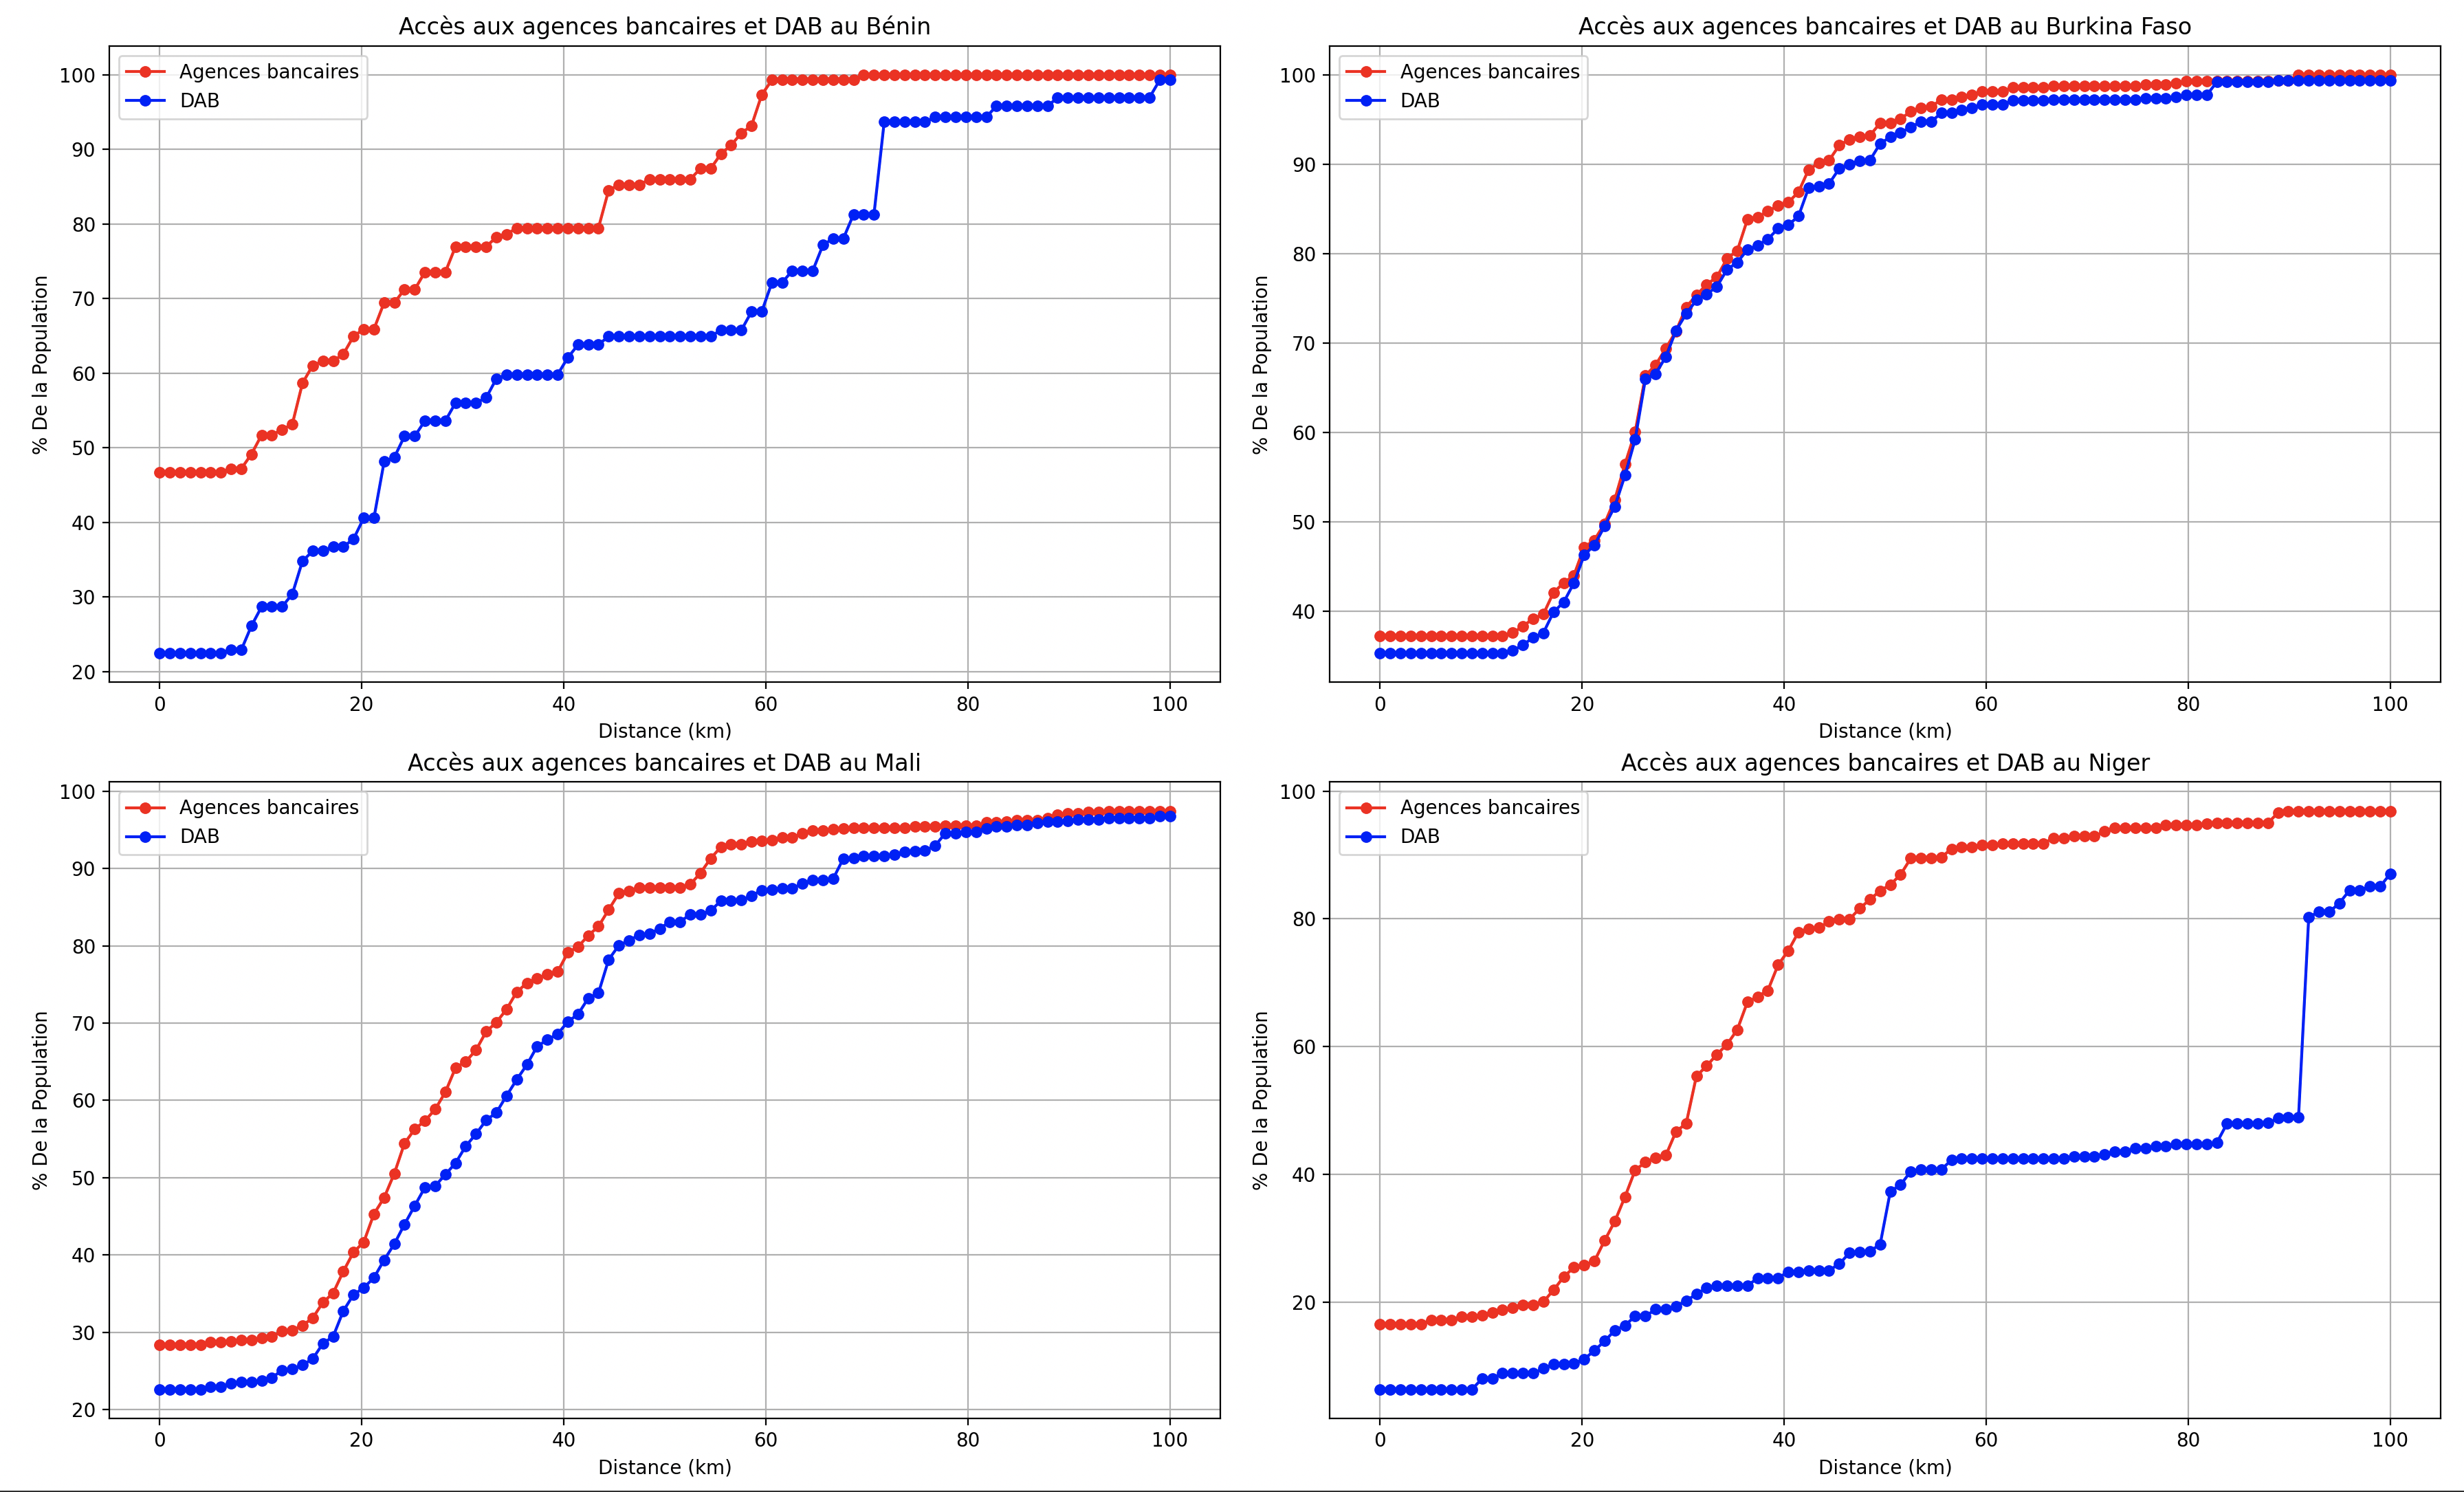 Accès aux agences bancaires et DAB au Bénin
Agences bancaires
DAB
100
90
80
70
60
50
40
30
20
% De la Population
0 20 40 60 80 100
Distance (km)
Accès aux agences bancaires et DAB au Burkina Faso
Agences bancaires
DAB
100
90
80
70
60
50
40
% De la Population
0 20 40 60 80 100
Distance (km)
Accès aux agences bancaires et DAB au Mali
Agences bancaires
DAB
100
90
80
70
60
50
40
30
20
% De la Population
0 20 40 60 80 100
Distance (km)
Accès aux agences bancaires et DAB au Niger
Agences bancaires
DAB
100
80
60
40
20
% De la Population
0 20 40 60 80 100
Distance (km)